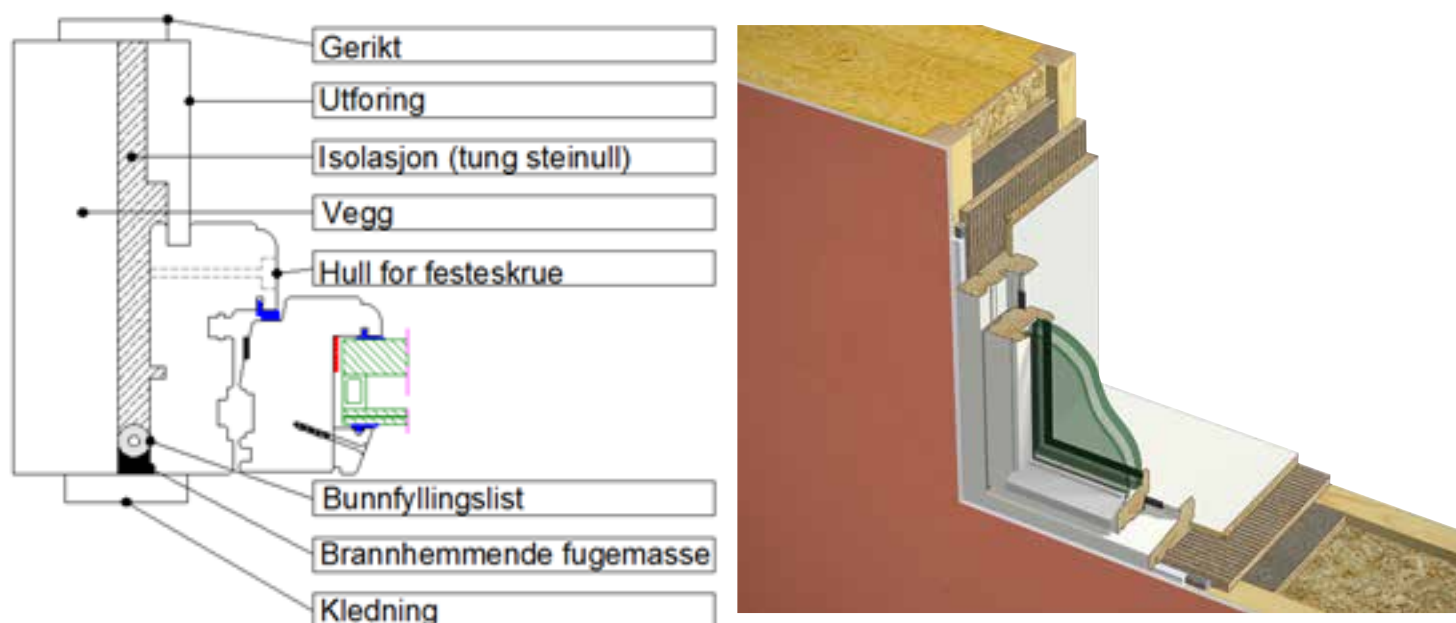 Gerikt
Utforing
Isolasjon (tung steinull)
Vegg
Hull for festeskrue
Bunnfyllingslist
Brannhemmende fugemasse
Kledning